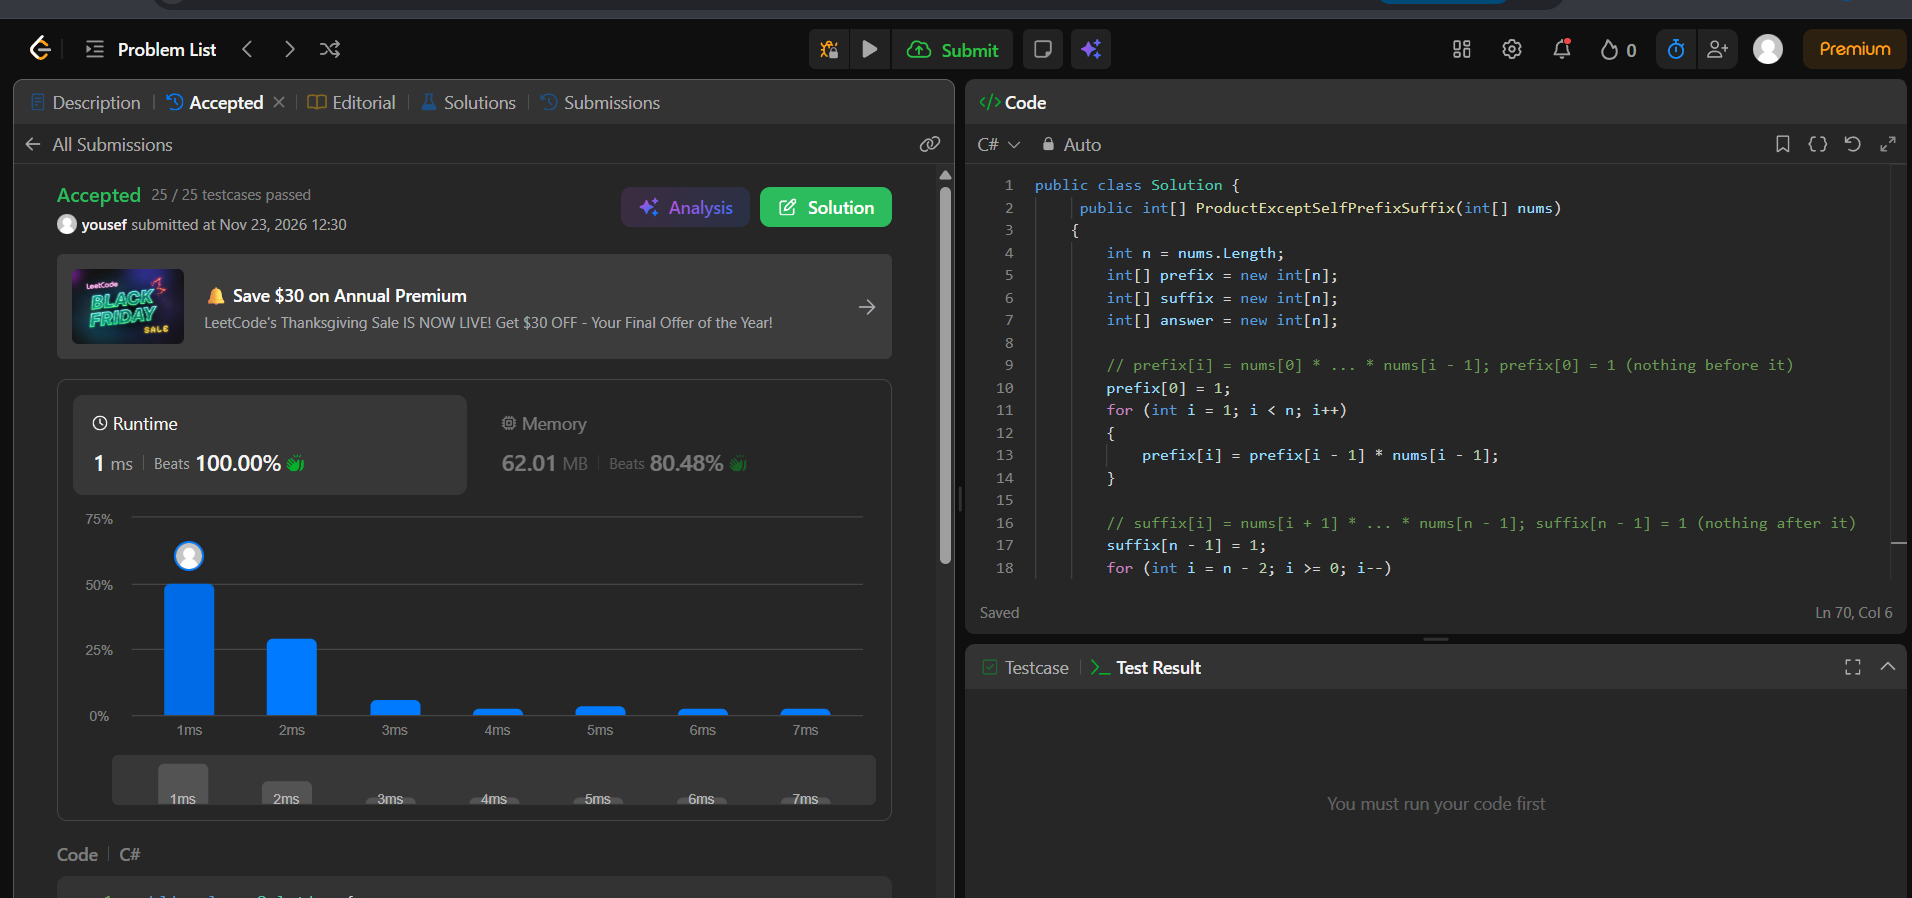 Problem List
Submit
0
Premium
Description
Accepted
Editorial
Solutions
Submissions
All Submissions
Accepted 25 / 25 testcases passed
yousef submitted at Nov 23, 2026 12:30
Analysis
Solution
LeetCode
BLACK
FRIDAY
SALE
Save $30 on Annual Premium
LeetCode's Thanksgiving Sale IS NOW LIVE! Get $30 OFF - Your Final Offer of the Year!
Runtime
1 ms Beats 100.00%
Memory
62.01 MB Beats 80.48%
75%
50%
25%
0%
1ms 2ms 3ms 4ms 5ms 6ms 7ms
1ms 2ms 3ms 4ms 5ms 6ms 7ms
Code C#
</> Code
C# Auto
1 public class Solution {
2 public int[] ProductExceptSelfPrefixSuffix(int[] nums)
3 {
4 int n = nums.Length;
5 int[] prefix = new int[n];
6 int[] suffix = new int[n];
7 int[] answer = new int[n];
8
9 // prefix[i] = nums[0] * ... * nums[i - 1]; prefix[0] = 1 (nothing before it)
10 prefix[0] = 1;
11 for (int i = 1; i < n; i++)
12 {
13 prefix[i] = prefix[i - 1] * nums[i - 1];
14 }
15
16 // suffix[i] = nums[i + 1] * ... * nums[n - 1]; suffix[n - 1] = 1 (nothing after it)
17 suffix[n - 1] = 1;
18 for (int i = n - 2; i >= 0; i--)
Saved
Ln 70, Col 6
Testcase
Test Result
You must run your code first